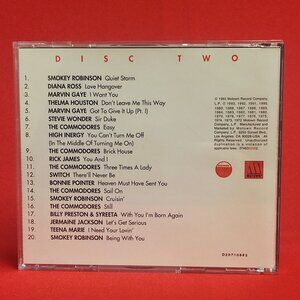 DISC TWO
1. SMOKEY ROBINSON Quiet Storm
2. DIANA ROSS Love Hangover
3. MARVIN GAYE I Want You
4. THELMA HOUSTON Don't Leave Me This Way
5. MARVIN GAYE Got To Give It Up (Pt. I)
6. STEVIE WONDER Sir Duke
7. THE COMMODORES Easy
8. HIGH INERGY You Can't Turn Me Off
(In The Middle Of Turning Me On)
9. THE COMMODORES Brick House
10. RICK JAMES You And I
11. THE COMMODORES Three Times A Lady
12. SWITCH There'll Never Be
13. BONNIE POINTER Heaven Must Have Sent You
14. THE COMMODORES Sail On
15. SMOKEY ROBINSON Cruisin'
16. THE COMMODORES Still
17. BILLY PRESTON & SYREETA With You I'm Born Again
18. JERMAINE JACKSON Let's Get Serious
19. TEENA MARIE I Need Your Lovin'
20. SMOKEY ROBINSON Being With You